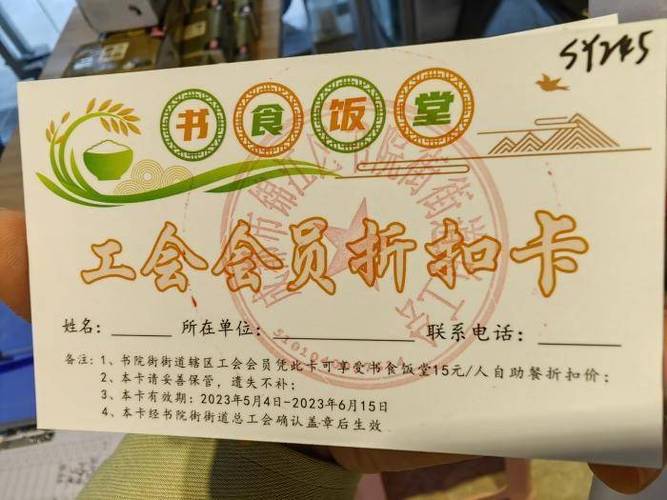 SY245
书食饭堂
工会会员折扣卡
姓名: 所在单位: 联系电话:
备注: 1、书院街街道辖区工会会员凭此卡可享受书食饭堂15元/人自助餐折扣价;
2、本卡请妥善保管, 遗失不补;
3、本卡有效期: 2023年5月4日-2023年6月15日
4、本卡经书院街街道总工会确认盖章后生效